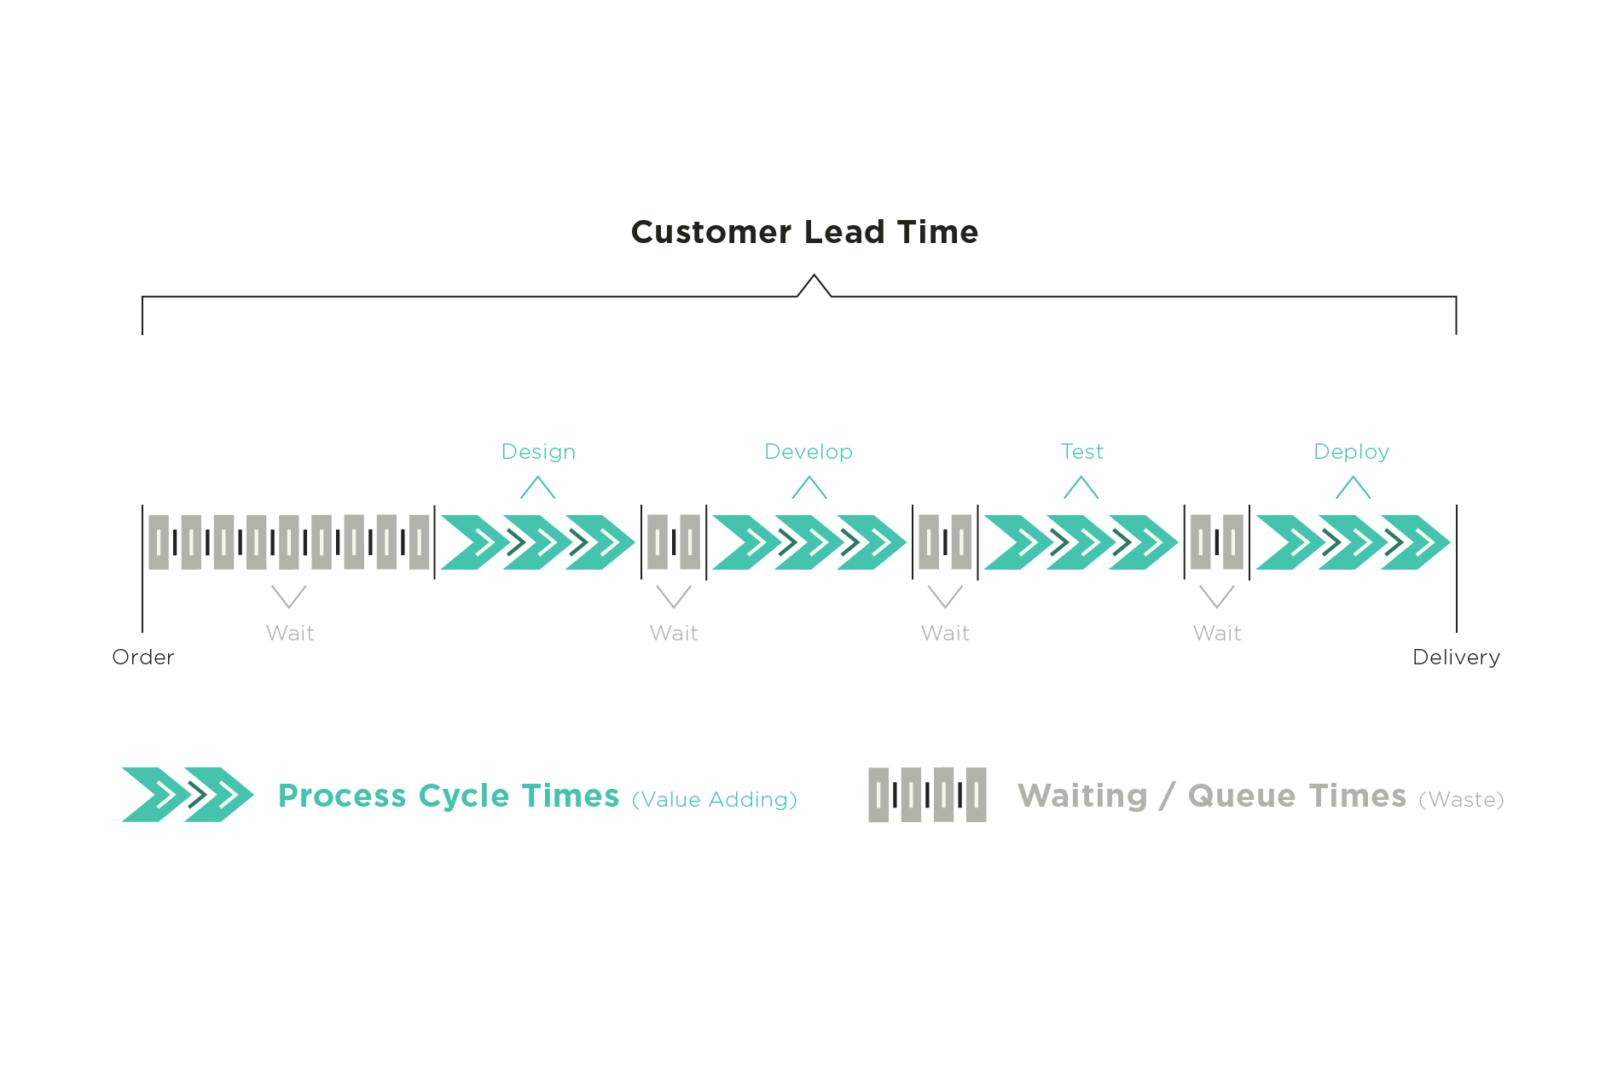 Customer Lead Time
Design
Develop
Test
Deploy
Wait
Wait
Wait
Wait
Order
Delivery
Process Cycle Times (Value Adding)
Waiting / Queue Times (Waste)